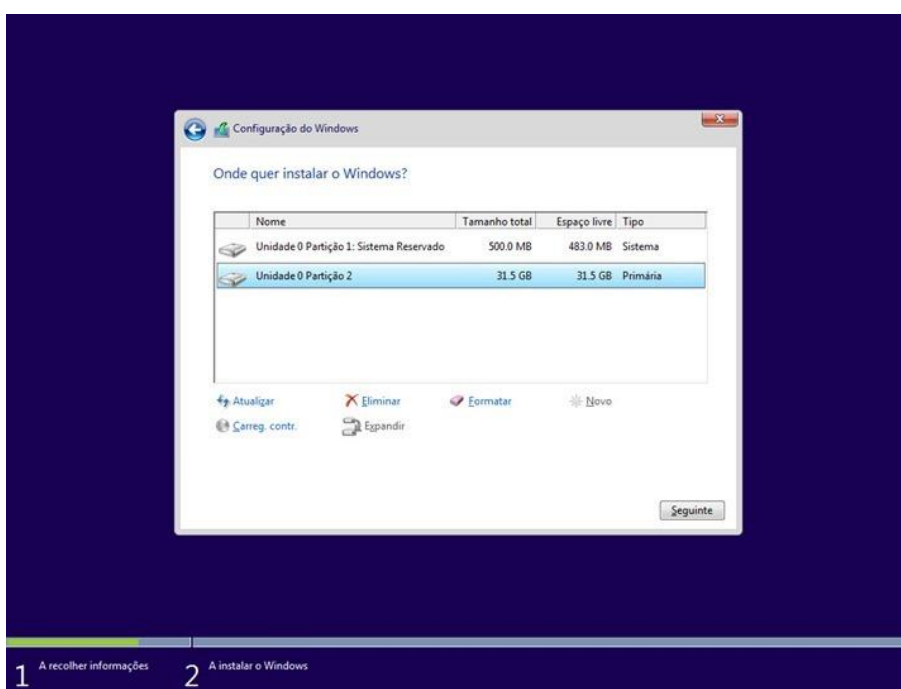 Configuração do Windows
Onde quer instalar o Windows?
Nome Tamanho total Espaço livre Tipo
Unidade 0 Partição 1: Sistema Reservado 500.0 MB 483.0 MB Sistema
Unidade 0 Partição 2 31.5 GB 31.5 GB Primária
Atualizar Eliminar Formatar Novo
Carreg. contr. Expandir
Seguinte
1 A recolher informações 2 A instalar o Windows